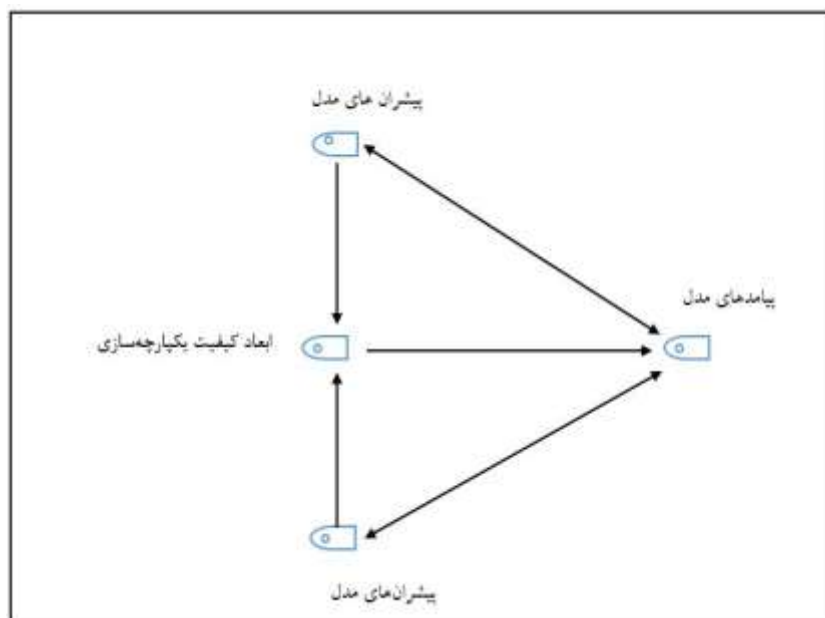 پیشران های مدل
پیامدهای مدل
ابعاد کیفیت یکپارچه‌سازی
پیشران‌های مدل